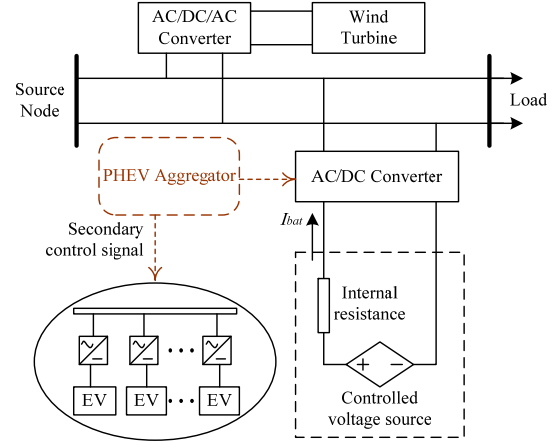 AC/DC/AC
Converter
Wind
Turbine
Source
Node
Load
PHEV Aggregator
AC/DC Converter
Secondary
control signal
Ibat
Internal
resistance
+ −
Controlled
voltage source
EV EV EV